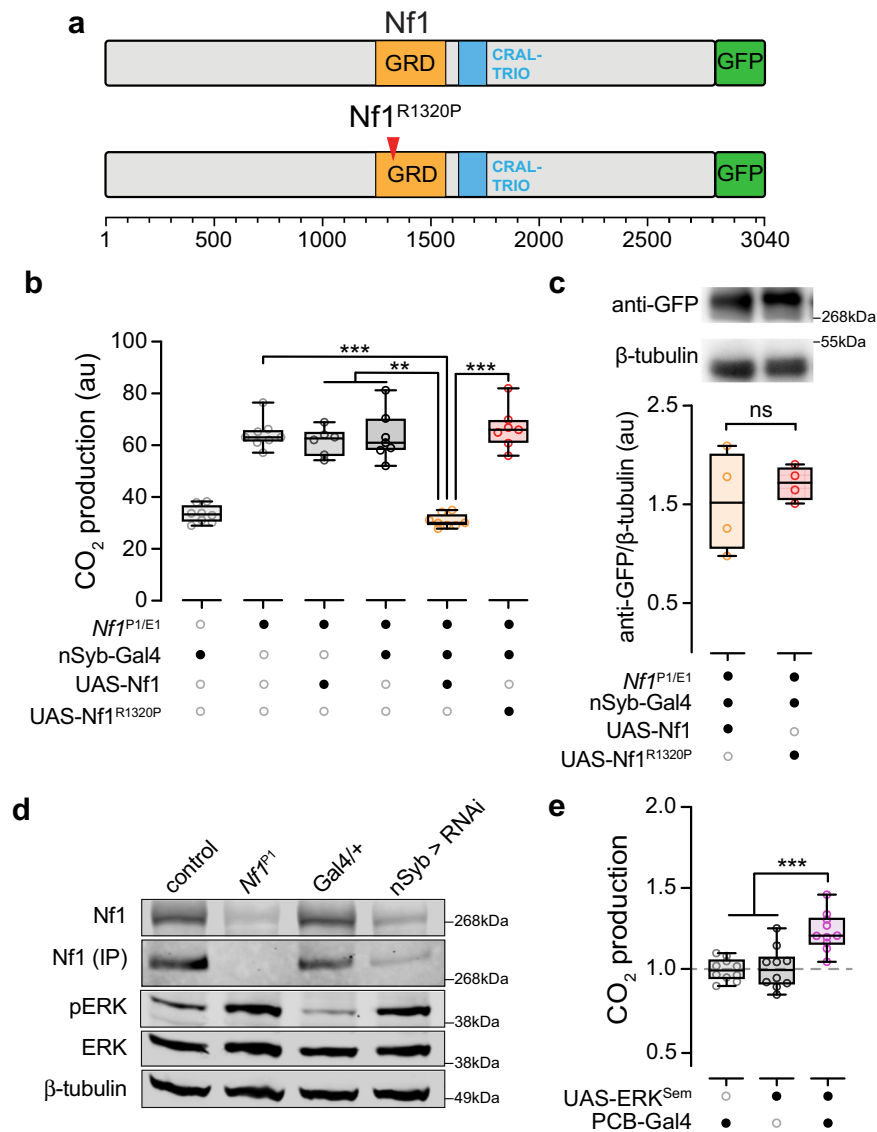 a
Nf1
GRD
CRAL-
TRIO
GFP
Nf1R1320P
GRD
CRAL-
TRIO
GFP
1 500 1000 1500 2000 2500 3040
b
CO2 production (au)
100
80
60
40
20
0
*** ** ***
Nf1P1/E1
nSyb-Gal4
UAS-Nf1
UAS-Nf1R1320P
c
anti-GFP
268kDa
55kDa
β-tubulin
anti-GFP/β-tubulin (au)
2.5
1.5
0.5
ns
Nf1P1/E1
nSyb-Gal4
UAS-Nf1
UAS-Nf1R1320P
d
control Nf1P1 Gal4/+ nSyb > RNAi
Nf1 268kDa
Nf1 (IP) 268kDa
pERK 38kDa
ERK 38kDa
β-tubulin 49kDa
e
CO2 production
2.0
1.5
1.0
0.5
***
UAS-ERKSem
PCB-Gal4